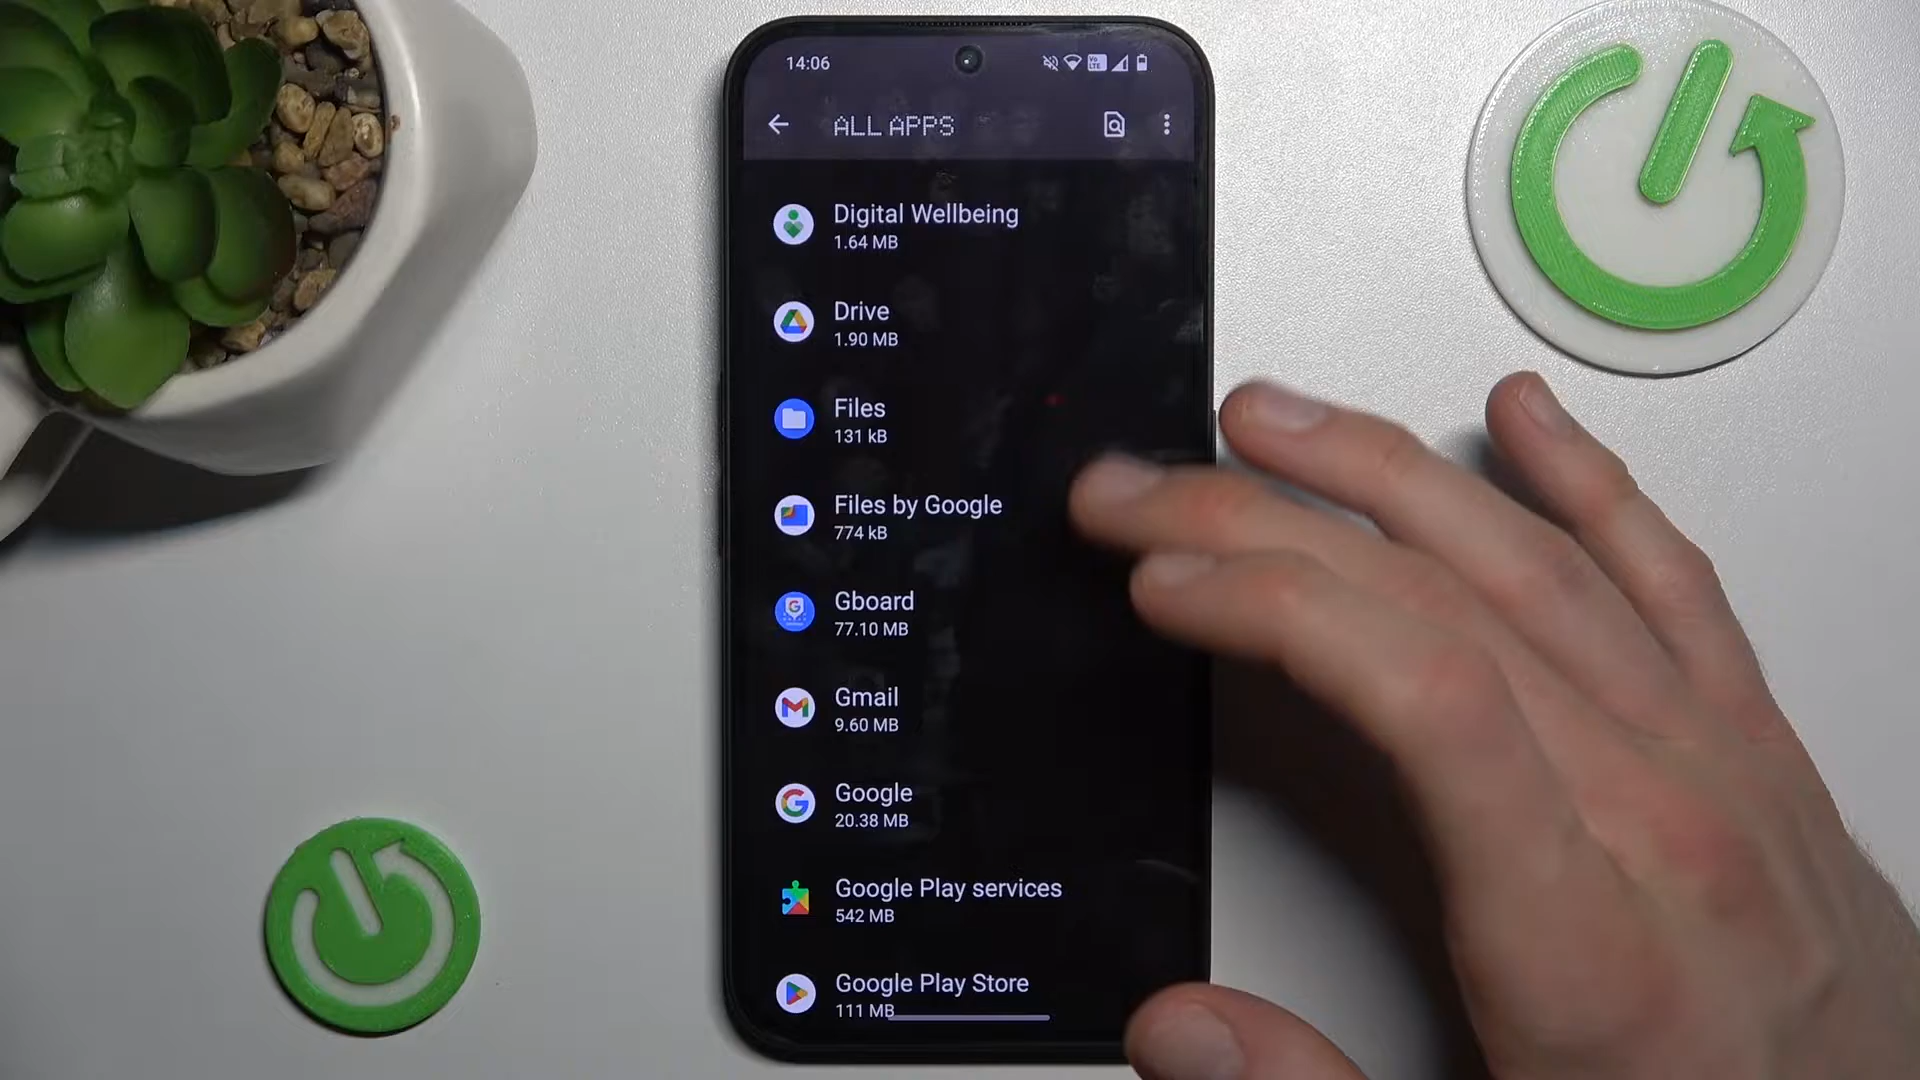 14:06
Vo LTE
ALL APPS
Digital Wellbeing
1.64 MB
Drive
1.90 MB
Files
131 kB
Files by Google
774 kB
Gboard
77.10 MB
Gmail
9.60 MB
Google
20.38 MB
Google Play services
542 MB
Google Play Store
111 MB